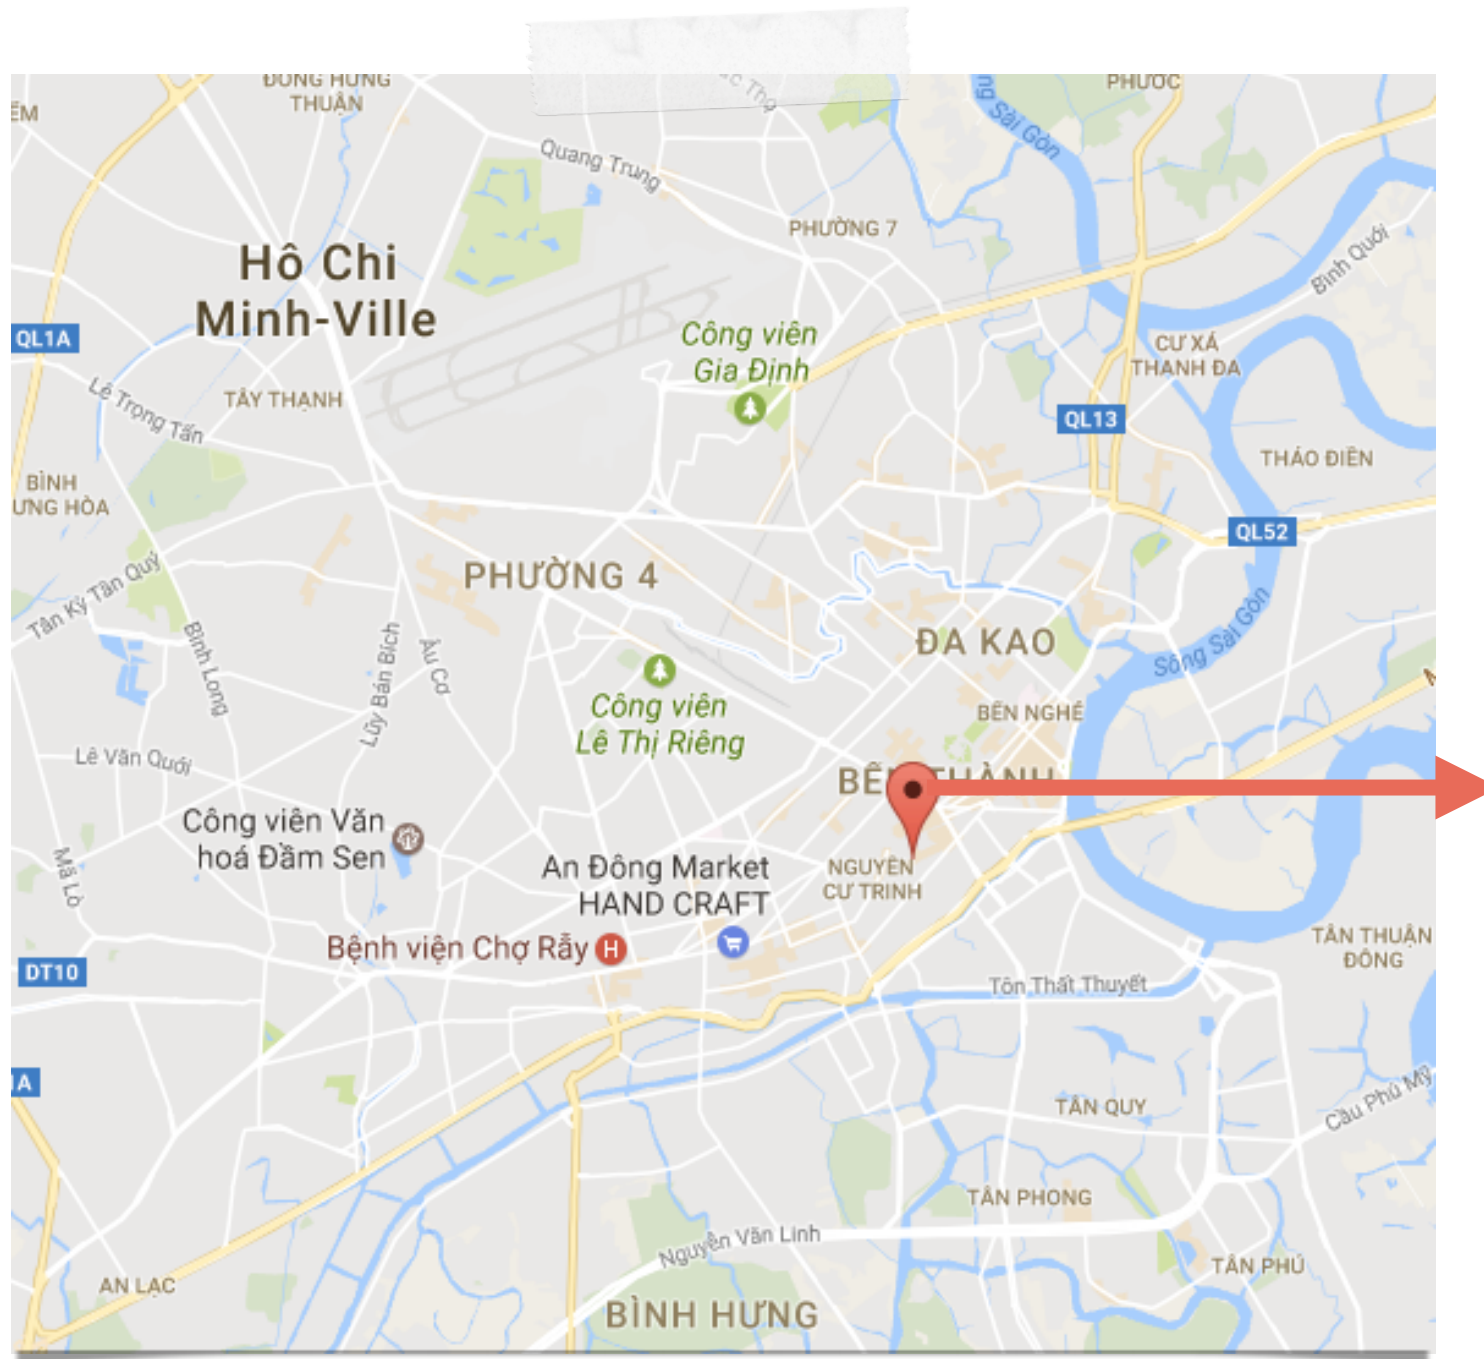 ĐÔNG HƯNG
THUẬN
PHƯỚC
Sài Gòn
Quang Trung
PHƯỜNG 7
Hô Chi
Minh-Ville
Bình Quới
QL1A
Công viên
Gia Định
CƯ XÁ
THANH ĐA
TÂY THẠNH
Lê Trọng Tấn
QL13
THẢO ĐIỀN
BÌNH
ƯNG HÒA
QL52
PHƯỜNG 4
Tân Kỳ Tân Quý
Bình Long
Lũy Bán Bích
Âu Cơ
ĐA KAO
Sông Sài Gòn
Công viên
Lê Thị Riêng
BẾN NGHÉ
Lê Văn Quới
BẾN THÀNH
Công viên Văn
hoá Đầm Sen
Mã Lò
An Đông Market
HAND CRAFT
NGUYỄN
CƯ TRINH
Bệnh viện Chợ Rẫy
H
TÂN THUẬN
ĐÔNG
DT10
Tôn Thất Thuyết
1A
TÂN QUY
Cầu Phú Mỹ
TÂN PHONG
Nguyễn Văn Linh
TÂN PHÚ
AN LẠC
BÌNH HƯNG